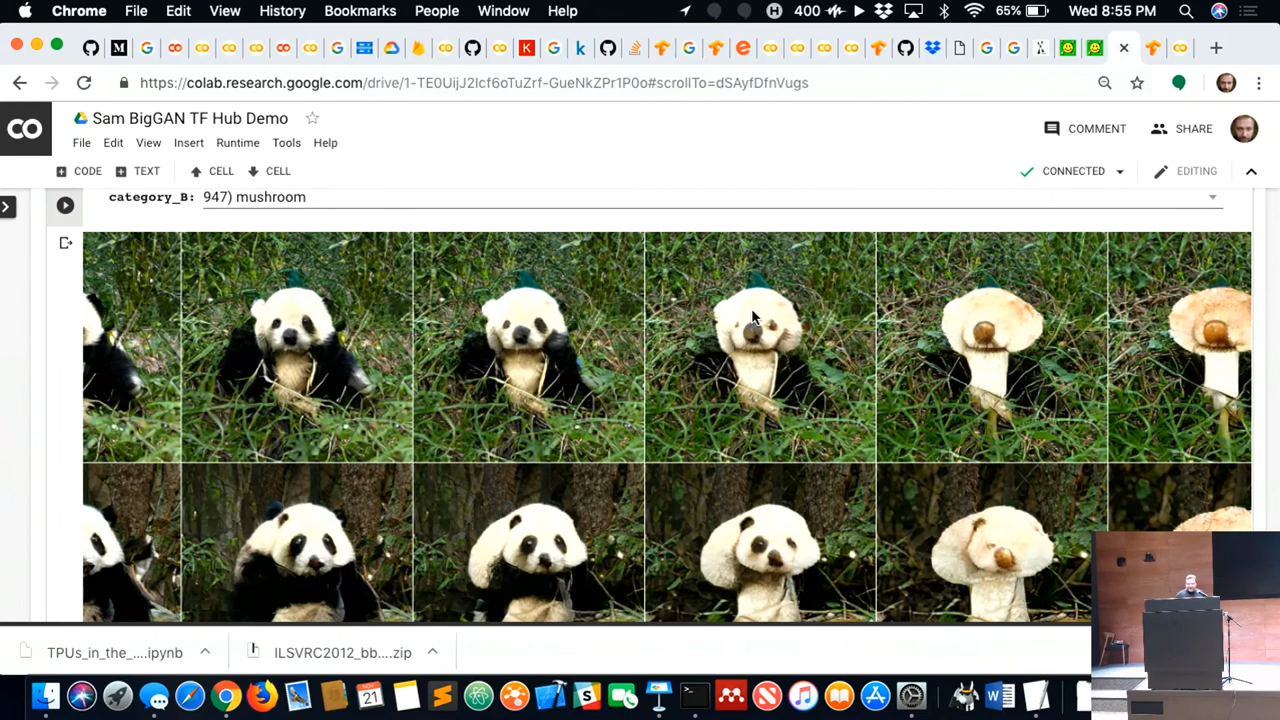 Chrome File Edit View History Bookmarks People Window Help 400 65% Wed 8:55 PM
https://colab.research.google.com/drive/1-TE0UijJ2Icf6oTuZrf-GueNkZPr1P0o#scrollTo=dSAyfDfnVugs
CO Sam BigGAN TF Hub Demo COMMENT SHARE
File Edit View Insert Runtime Tools Help
CODE TEXT CELL CELL CONNECTED EDITING
category_B: 947) mushroom
TPUs_in_the_....ipynb ILSVRC2012_bb....zip